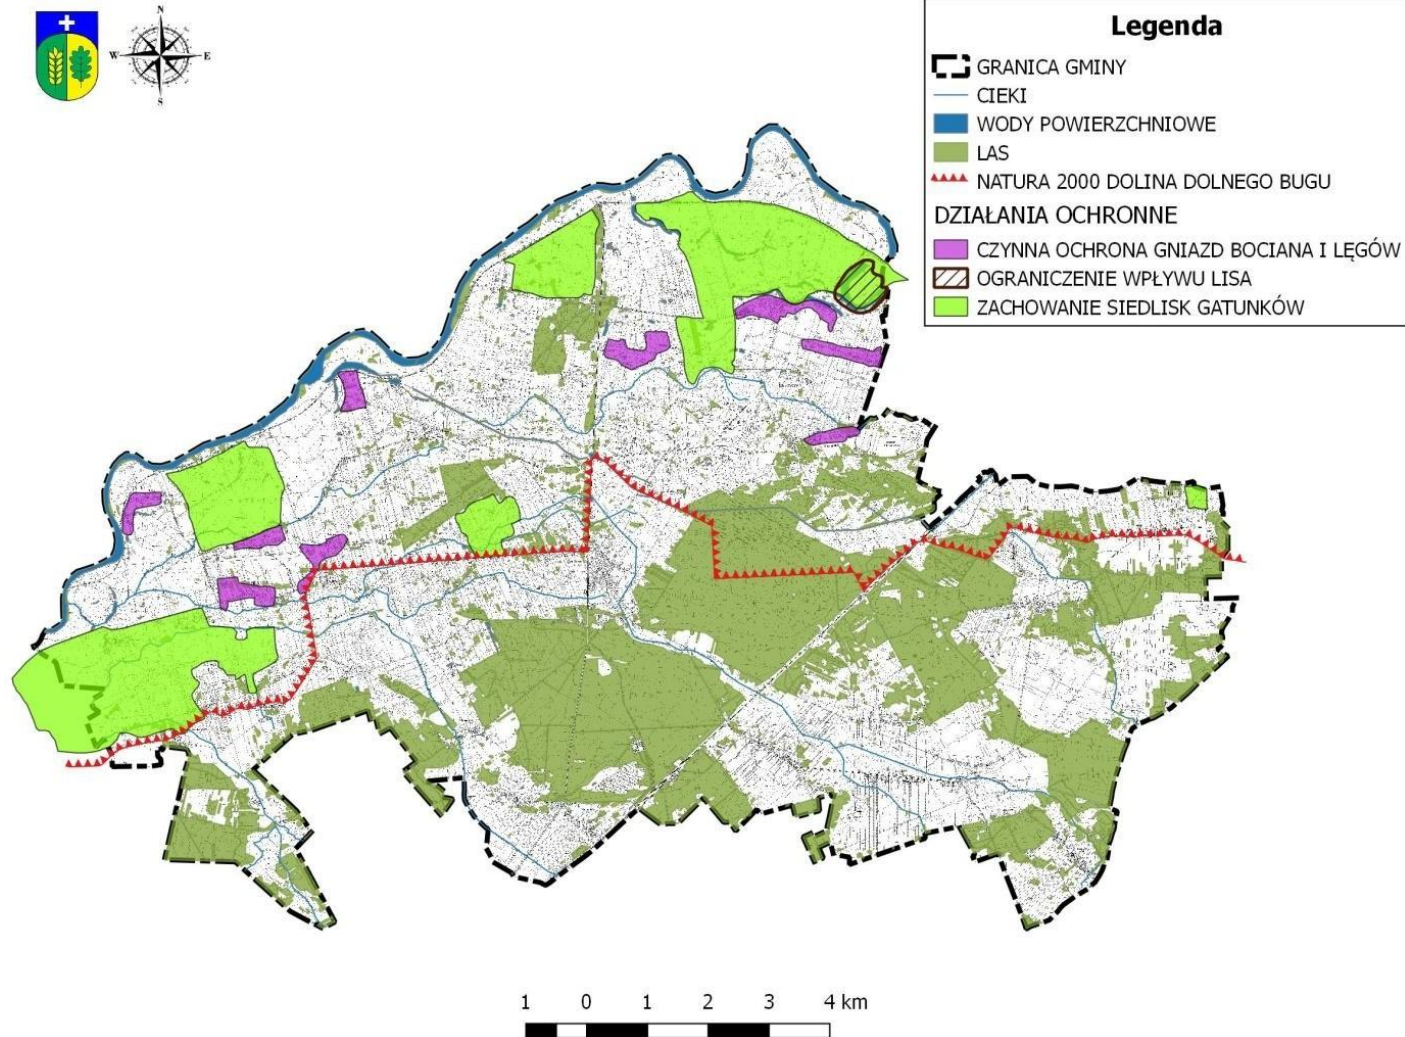 N
W
E
S
Legenda
GRANICA GMINY
CIEKI
WODY POWIERZCHNIOWE
LAS
NATURA 2000 DOLINA DOLNEGO BUGU
DZIAŁANIA OCHRONNE
CZYNNA OCHRONA GNIAZD BOCIANA I LĘGÓW
OGRANICZENIE WPŁYWU LISA
ZACHOWANIE SIEDLISK GATUNKÓW
1 0 1 2 3 4 km